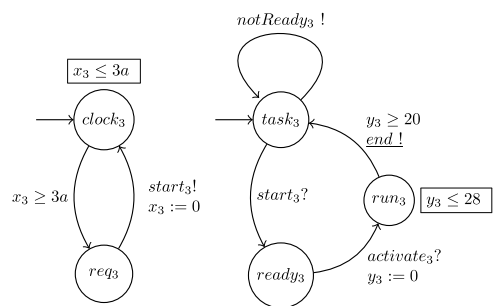 notReady₃ !
x₃ ≤ 3a
clock₃
task₃
y₃ ≥ 20
end !
x₃ ≥ 3a
start₃!
x₃ := 0
start₃?
run₃
y₃ ≤ 28
req₃
ready₃
activate₃?
y₃ := 0